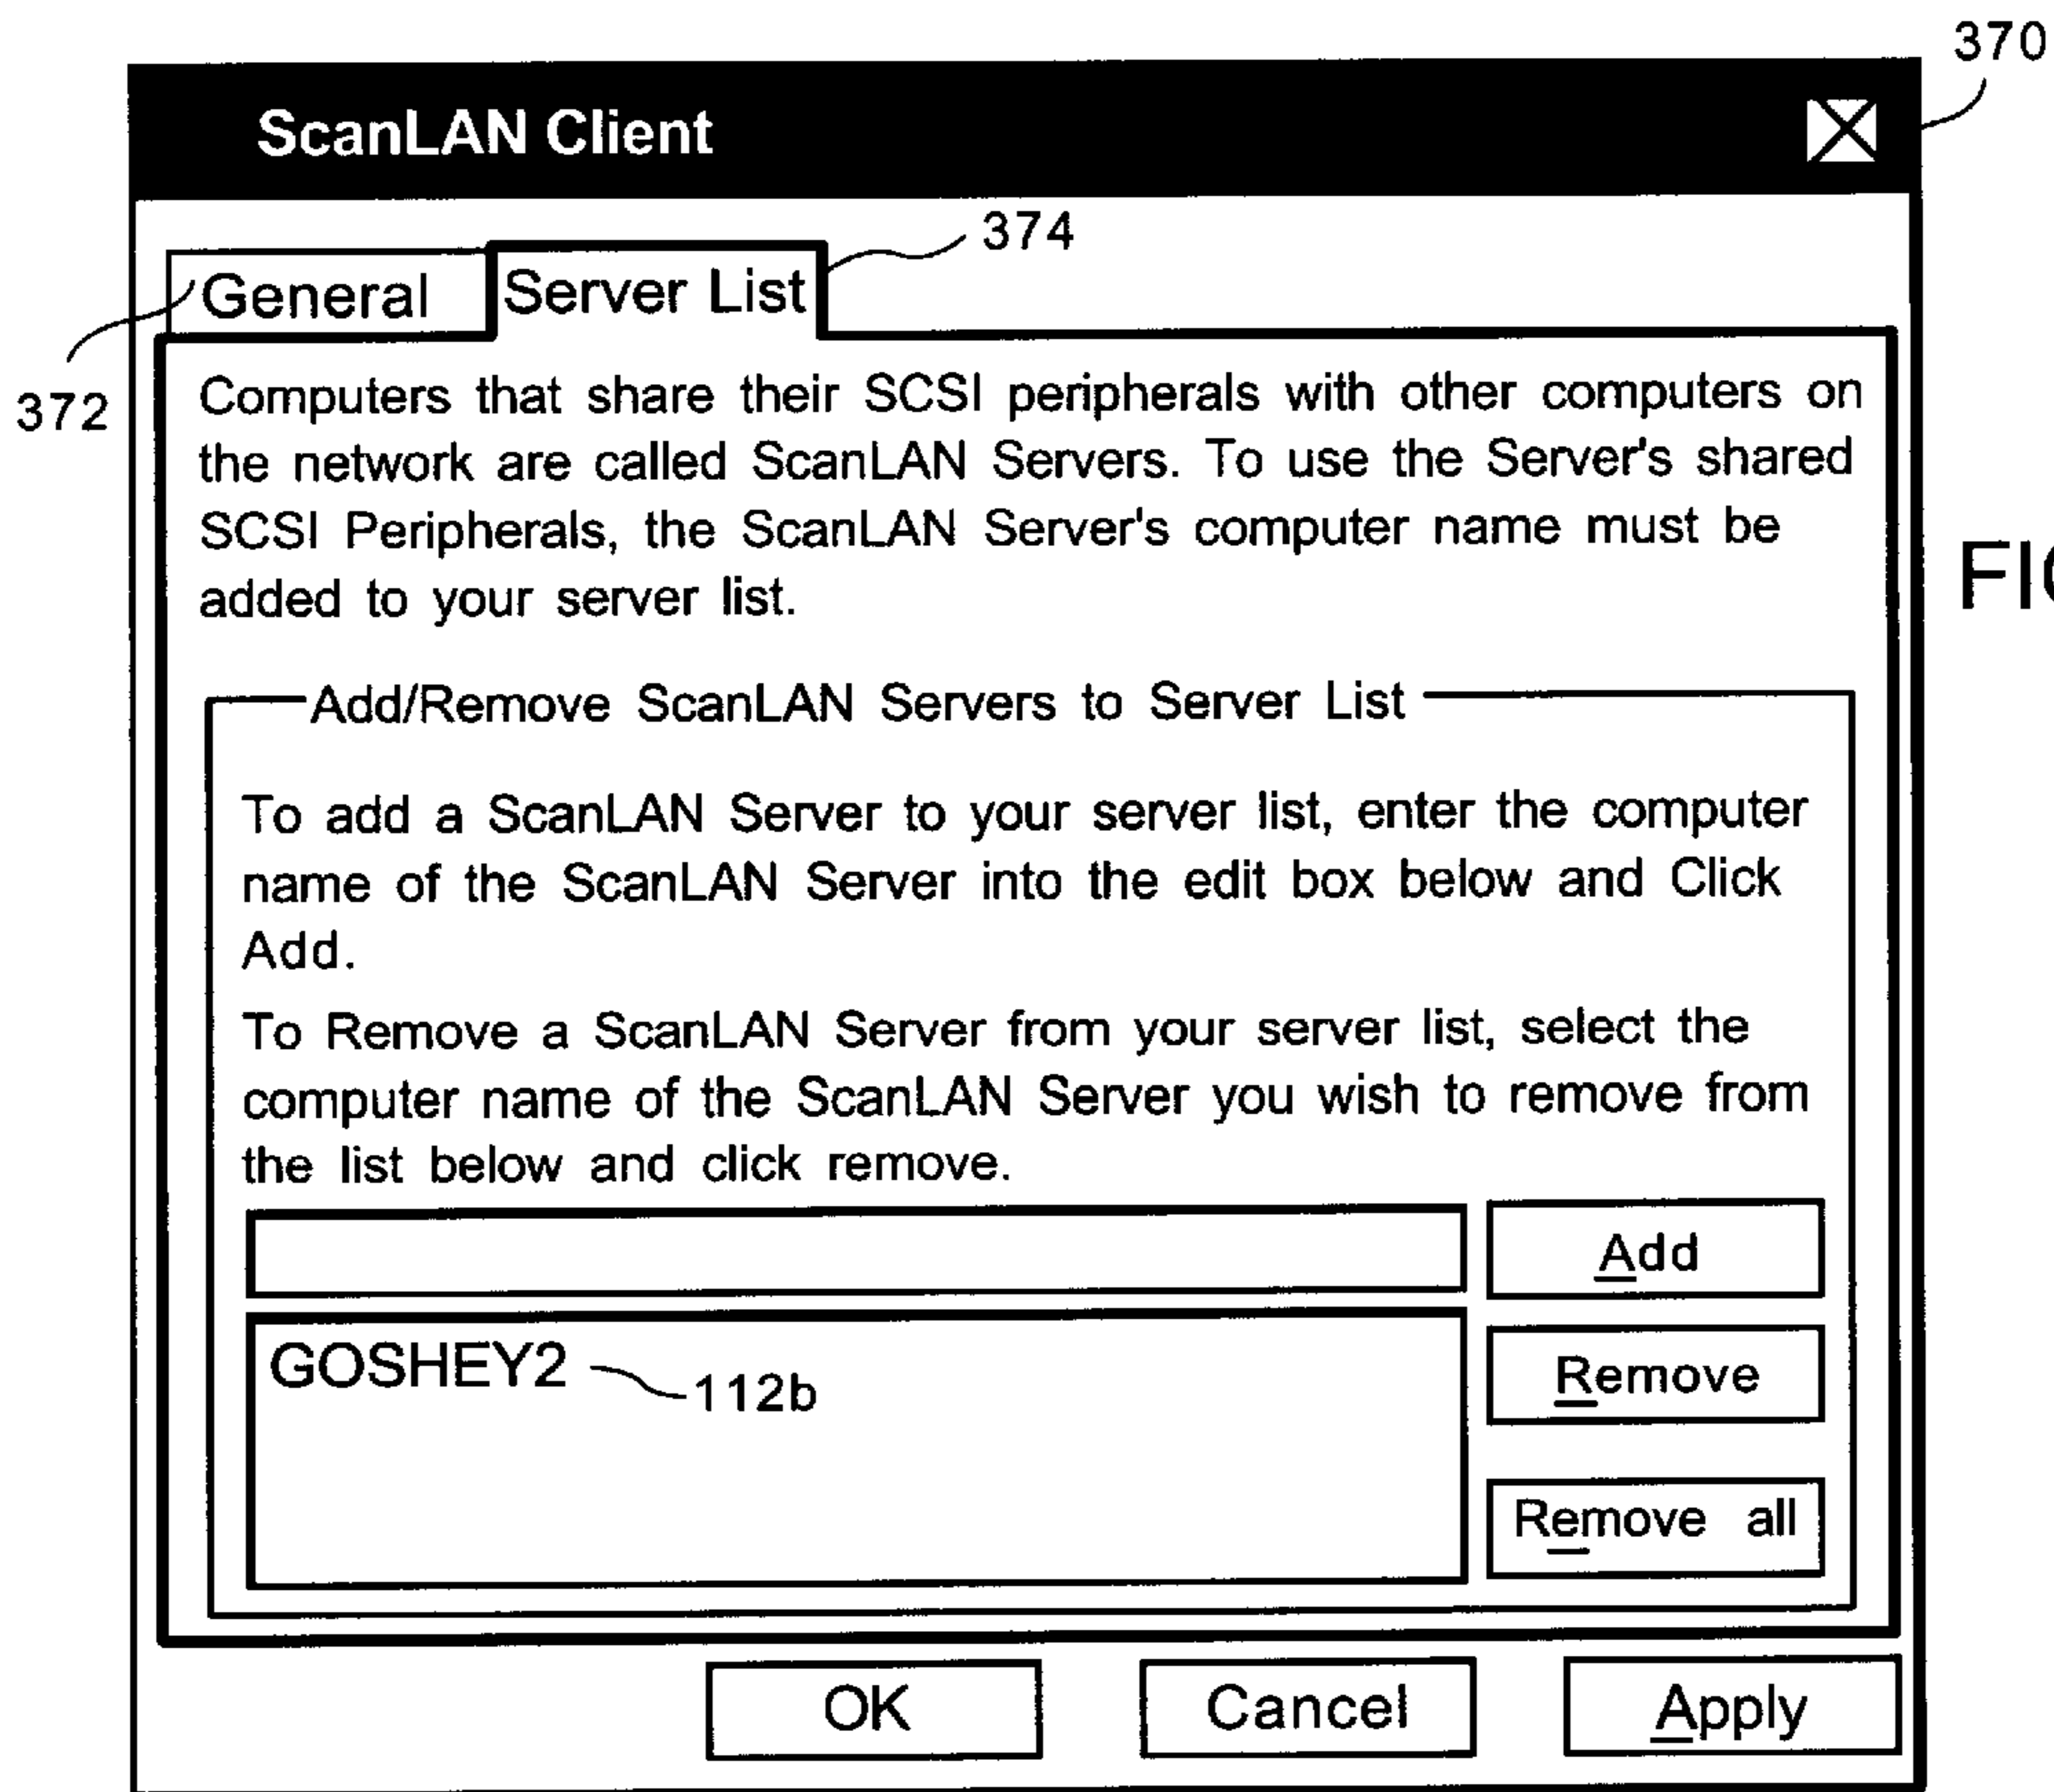 370
ScanLAN Client
374
General
Server List
372
Computers that share their SCSI peripherals with other computers on
the network are called ScanLAN Servers. To use the Server's shared
SCSI Peripherals, the ScanLAN Server's computer name must be
added to your server list.
Add/Remove ScanLAN Servers to Server List
To add a ScanLAN Server to your server list, enter the computer
name of the ScanLAN Server into the edit box below and Click
Add.
To Remove a ScanLAN Server from your server list, select the
computer name of the ScanLAN Server you wish to remove from
the list below and click remove.
Add
GOSHEY2
112b
Remove
Remove all
OK
Cancel
Apply